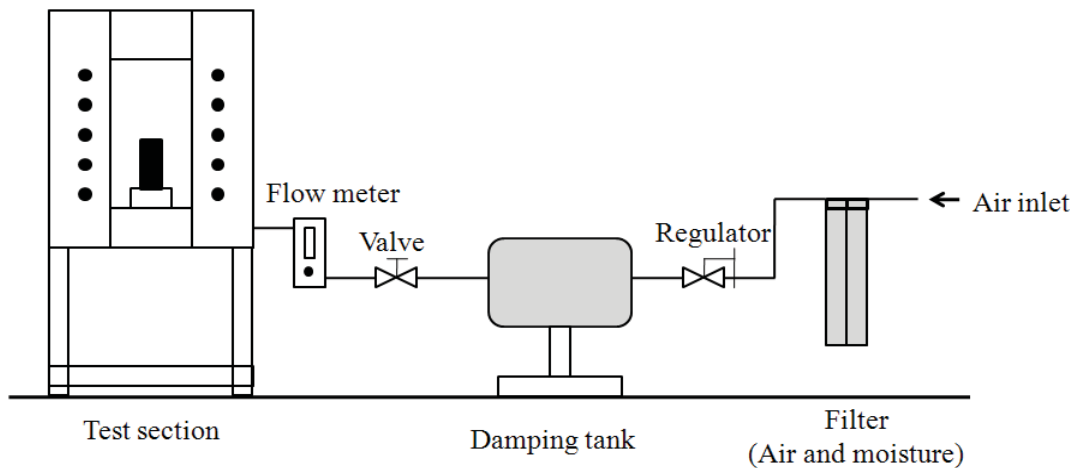 Flow meter
Valve
Regulator
Air inlet
Test section
Damping tank
Filter
(Air and moisture)